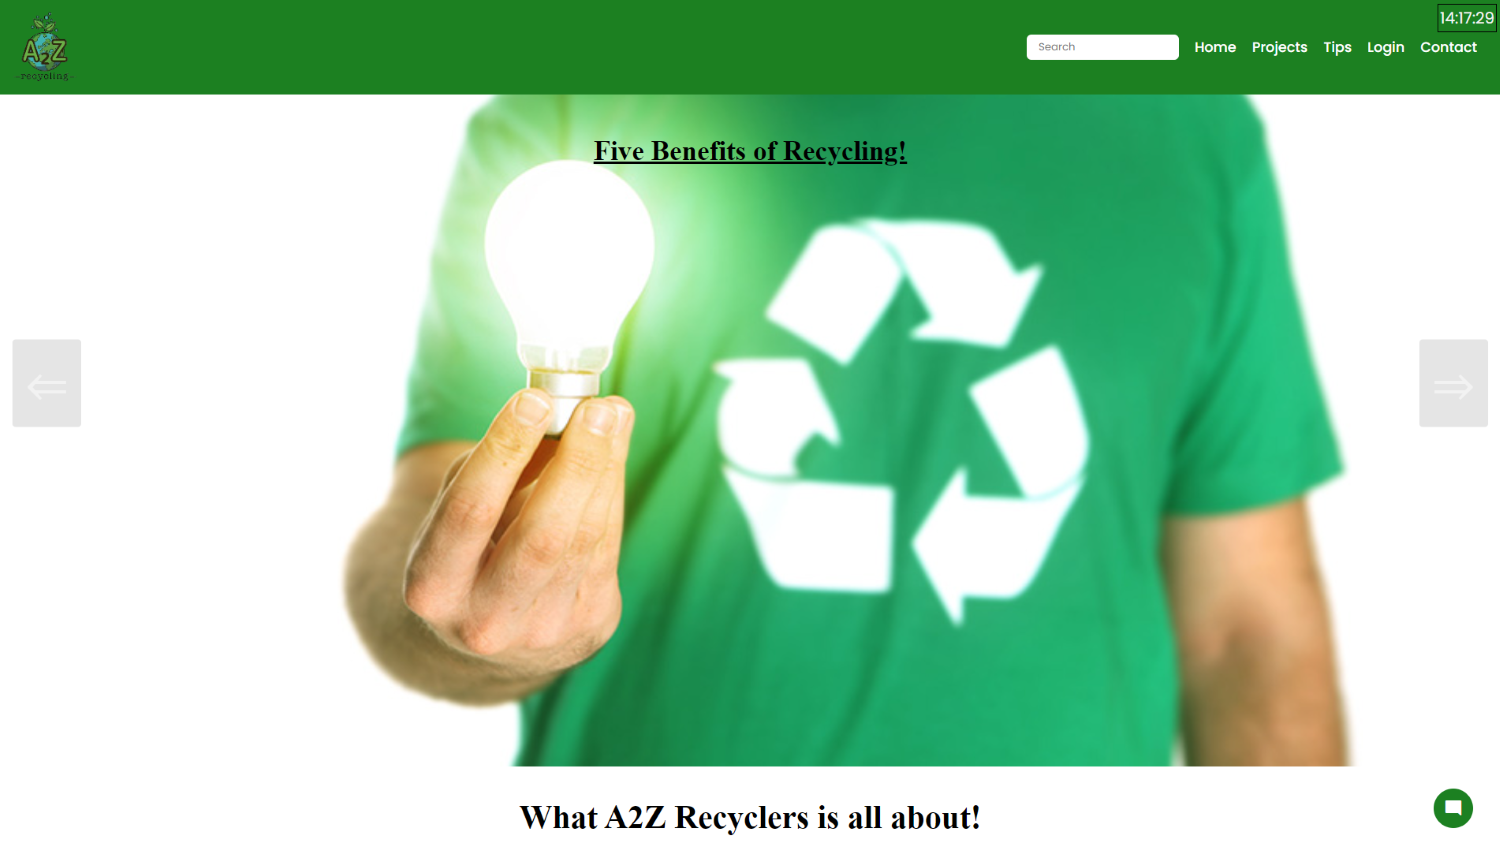 A2Z
-recycling-
14:17:29
Search
Home
Projects
Tips
Login
Contact
Five Benefits of Recycling!
What A2Z Recyclers is all about!